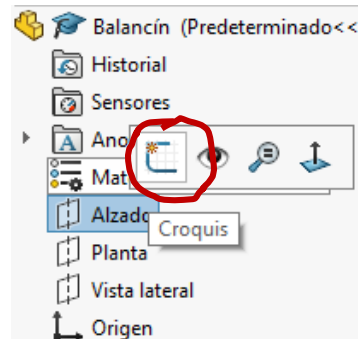 Balancín (Predeterminado<<
Historial
Sensores
Ano
Mat
Alzado
Croquis
Planta
Vista lateral
Origen